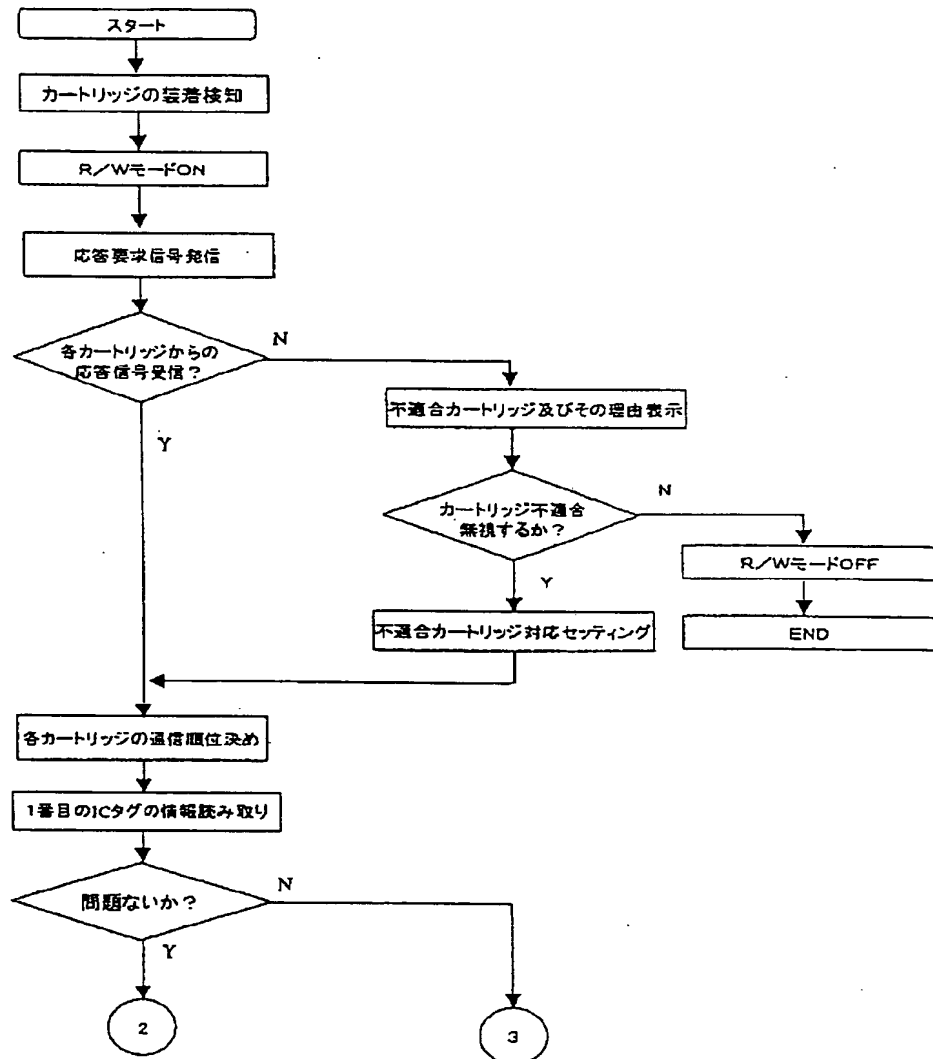 スタート
カートリッジの装着検知
R／WモードON
応答要求信号発信
各カートリッジからの
応答信号受信？
N
Y
不適合カートリッジ及びその理由表示
カートリッジ不適合
無視するか？
N
Y
R／WモードOFF
END
不適合カートリッジ対応セッティング
各カートリッジの通信順位決め
1番目のICタグの情報読み取り
問題ないか？
N
Y
2
3